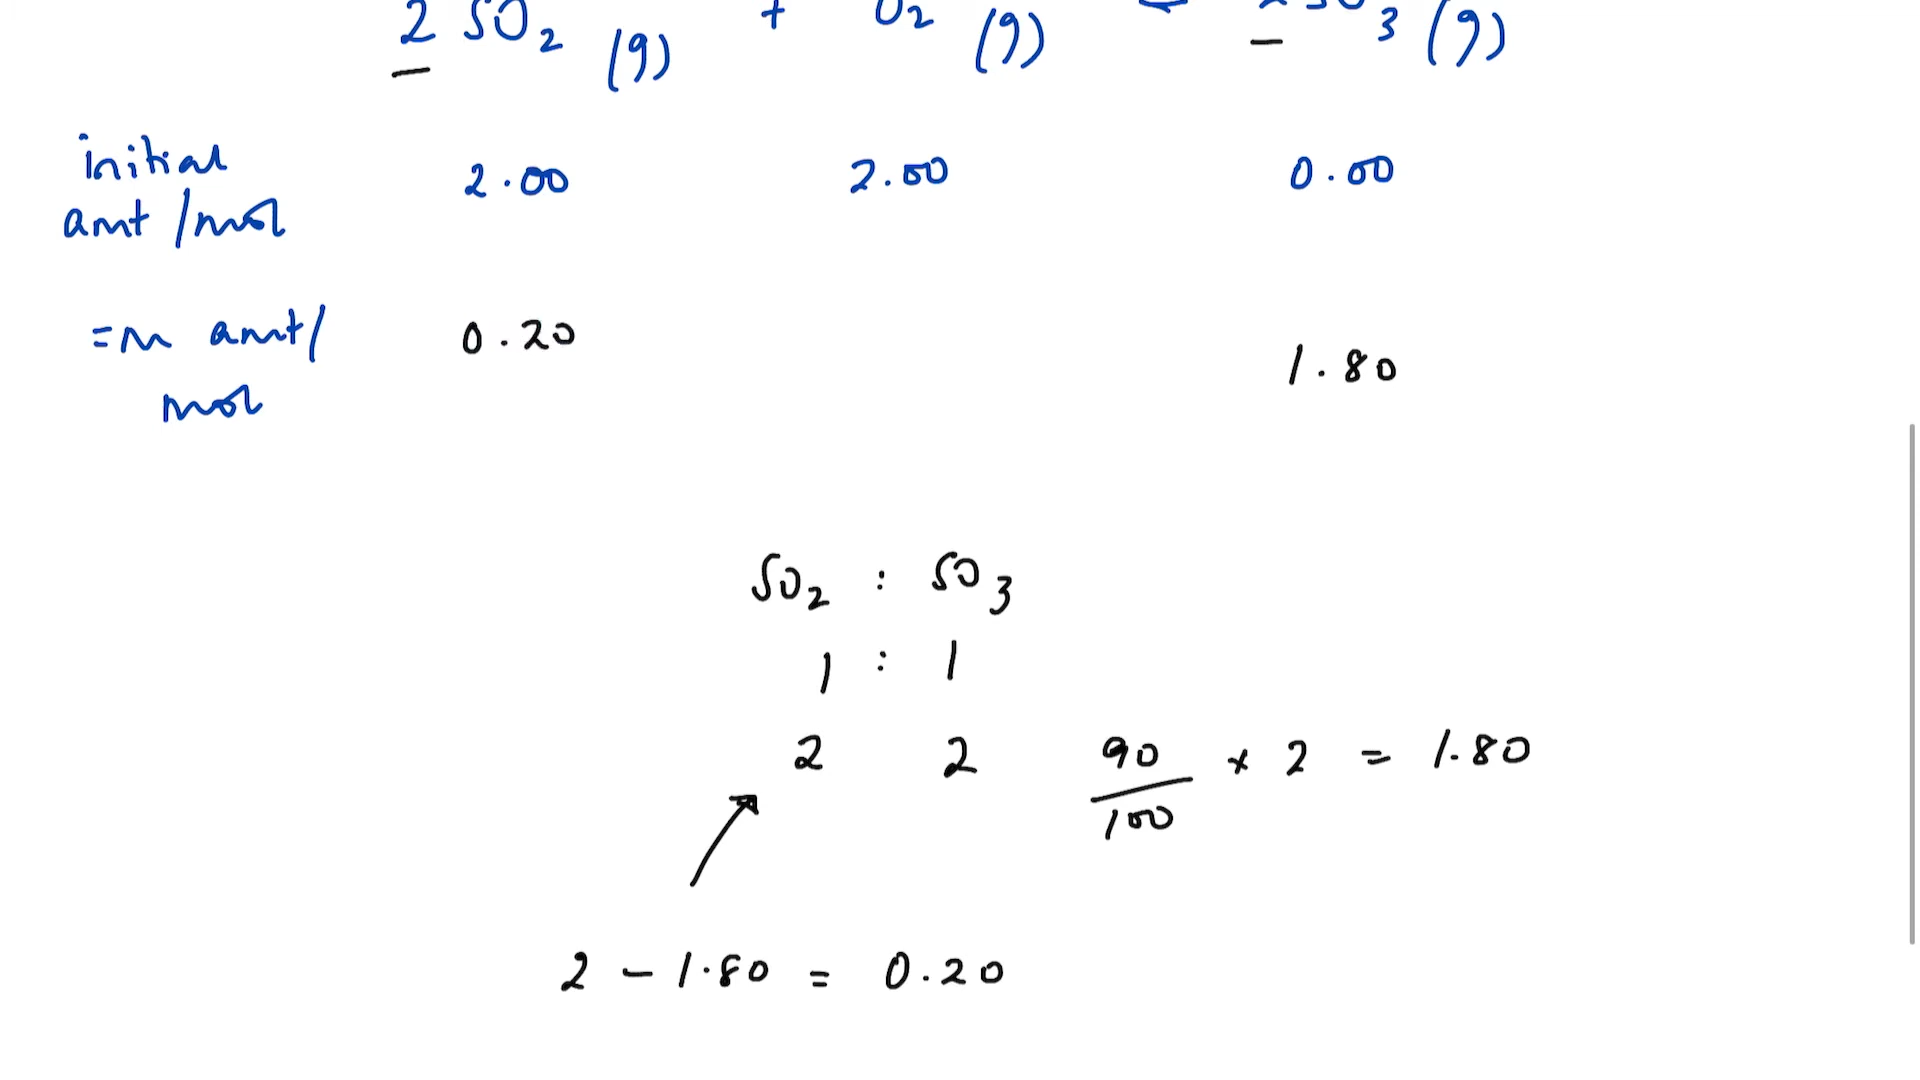 2 SO2 (g) + O2 (g) 2 SO3 (g)
initial 2.00 2.00 0.00
amt /mol
=m amt/ 0.20 1.80
mol
SO2 : SO3
1 : 1
2 2 90/100 x 2 = 1.80
2 - 1.80 = 0.20